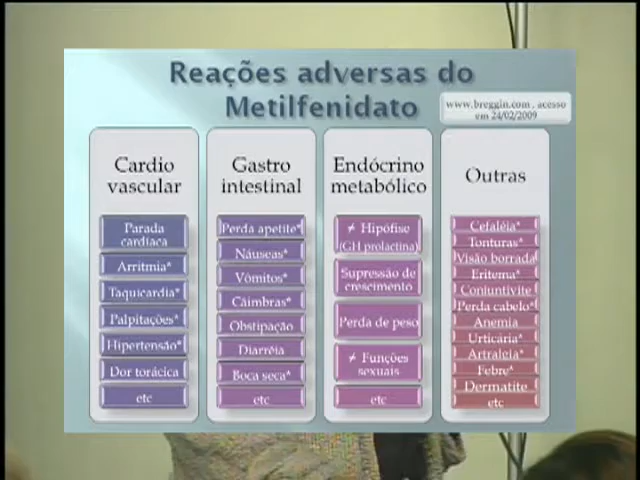 Reações adversas do
Metilfenidato
www.breggin.com , acesso
em 24/02/2009
Cardio
vascular
Parada
cardíaca
Arritmia*
Taquicardia*
Palpitações*
Hipertensão*
Dor torácica
etc
Gastro
intestinal
Perda apetite*
Náuseas*
Vômitos*
Cãimbras*
Obstipação
Diarréia
Boca seca*
etc
Endócrino
metabólico
≠ Hipófise
(GH prolactina)
Supressão de
crescimento
Perda de peso
≠ Funções
sexuais
etc
Outras
Cefaléia*
Tonturas*
Visão borrada
Eritema*
Conjuntivite
Perda cabelo*
Anemia
Urticária*
Artralgia*
Febre*
Dermatite
etc